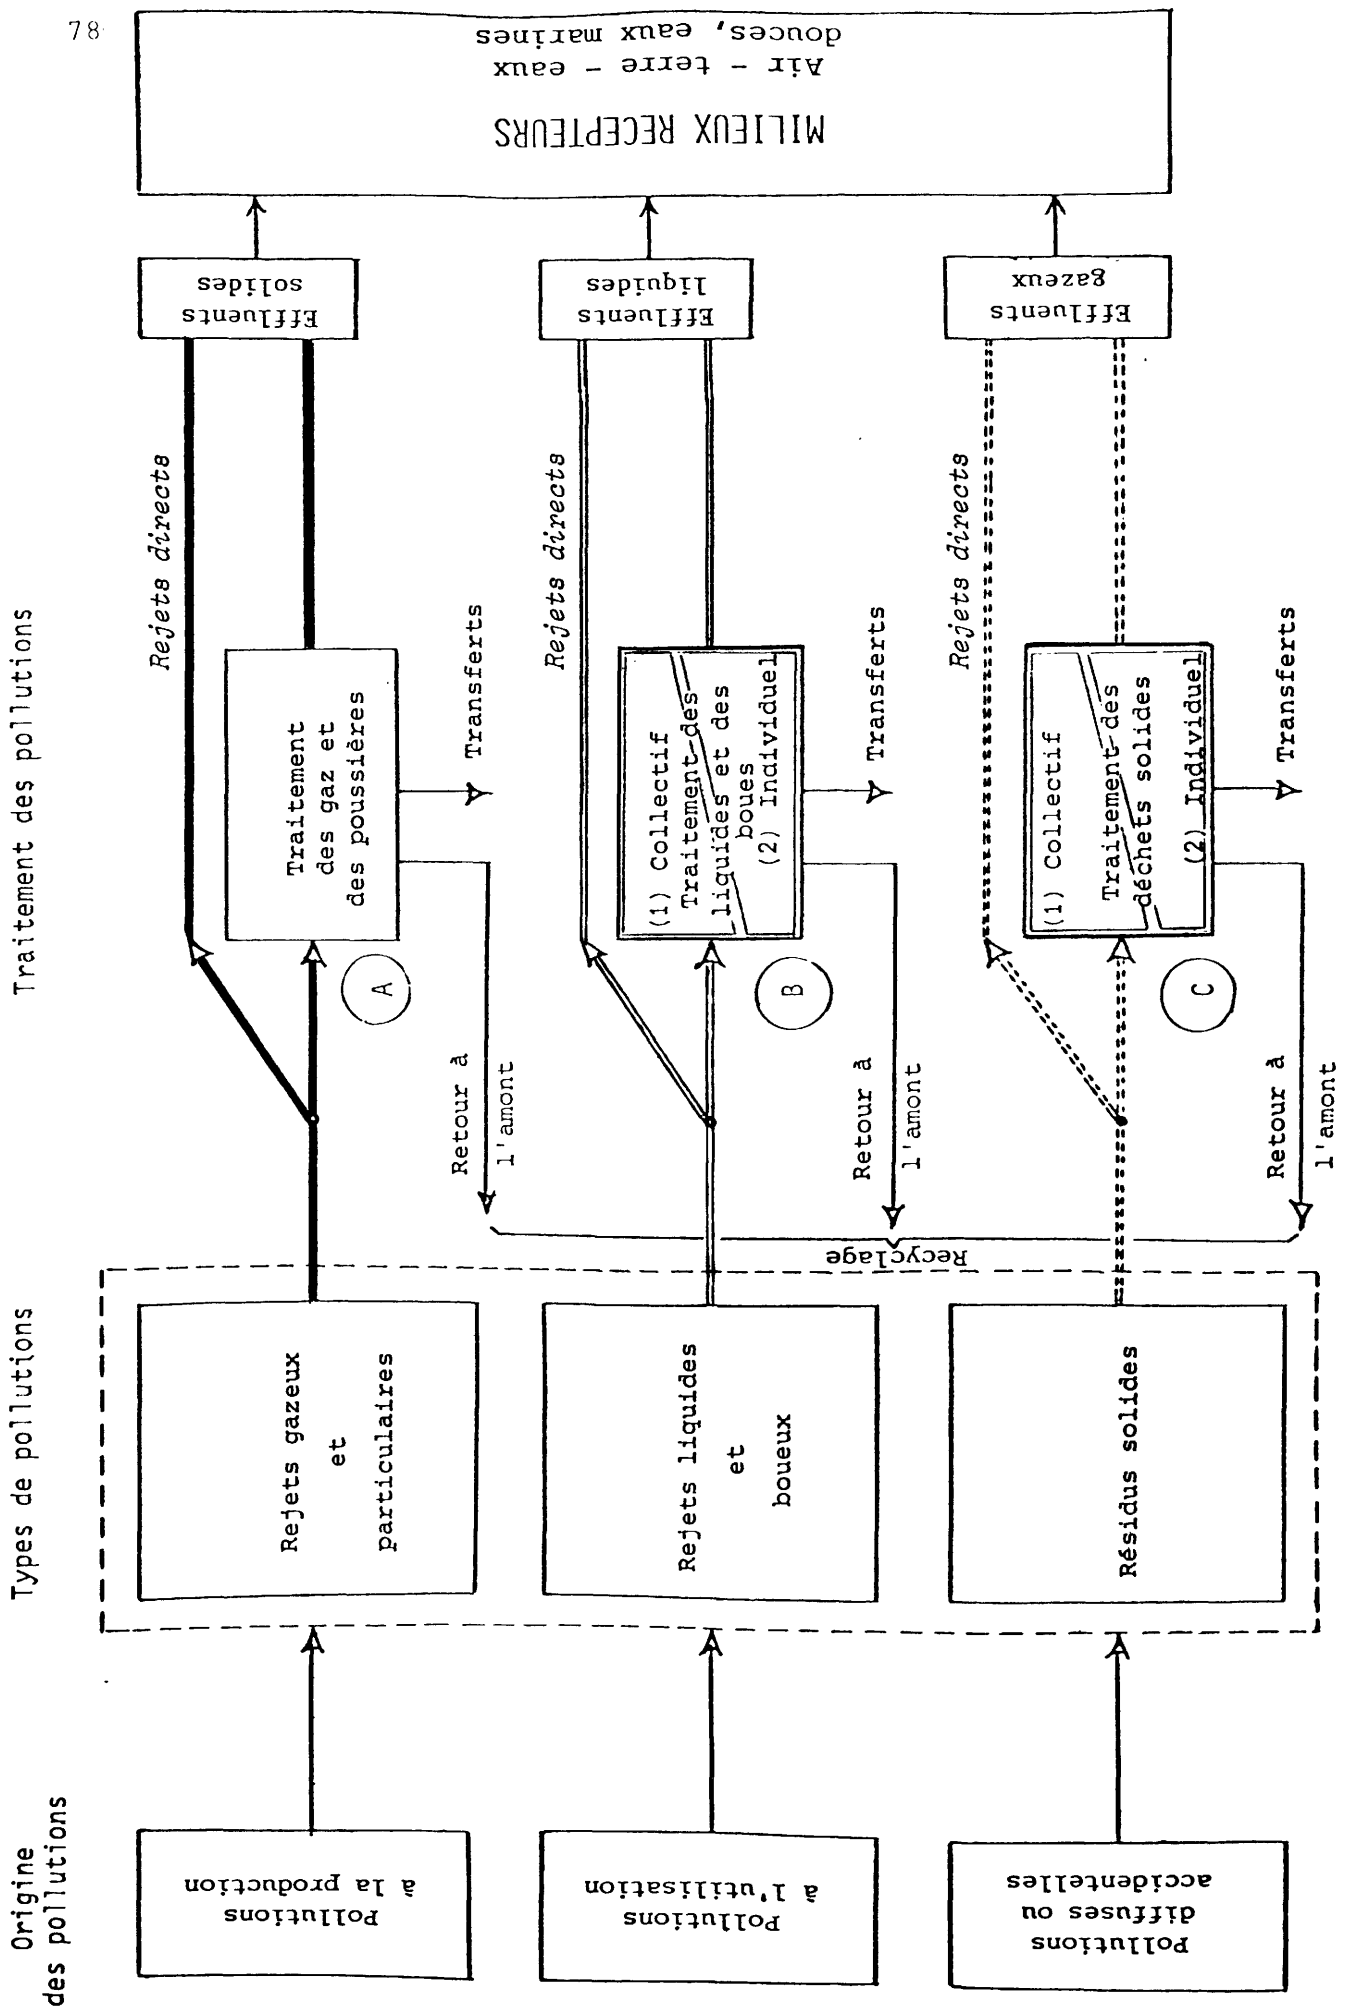 78
Origine
des pollutions
Types de pollutions
Traitement des pollutions
Pollutions
à la production
Pollutions
à l'utilisation
Pollutions
diffuses ou
accidentelles
Rejets gazeux
et
particulaires
Rejets liquides
et
boueux
Résidus solides
Recyclage
Retour à
l'amont
Retour à
l'amont
Retour à
l'amont
A
B
C
Traitement
des gaz et
des poussières
(1) Collectif
Traitement des
liquides et des
boues
(2) Individuel
(1) Collectif
Traitement des
déchets solides
(2) Individuel
Transferts
Transferts
Transferts
Rejets directs
Rejets directs
Rejets directs
Effluents
solides
Effluents
liquides
Effluents
gazeux
MILIEUX RECEPTEURS
Air - terre - eaux
douces, eaux marines